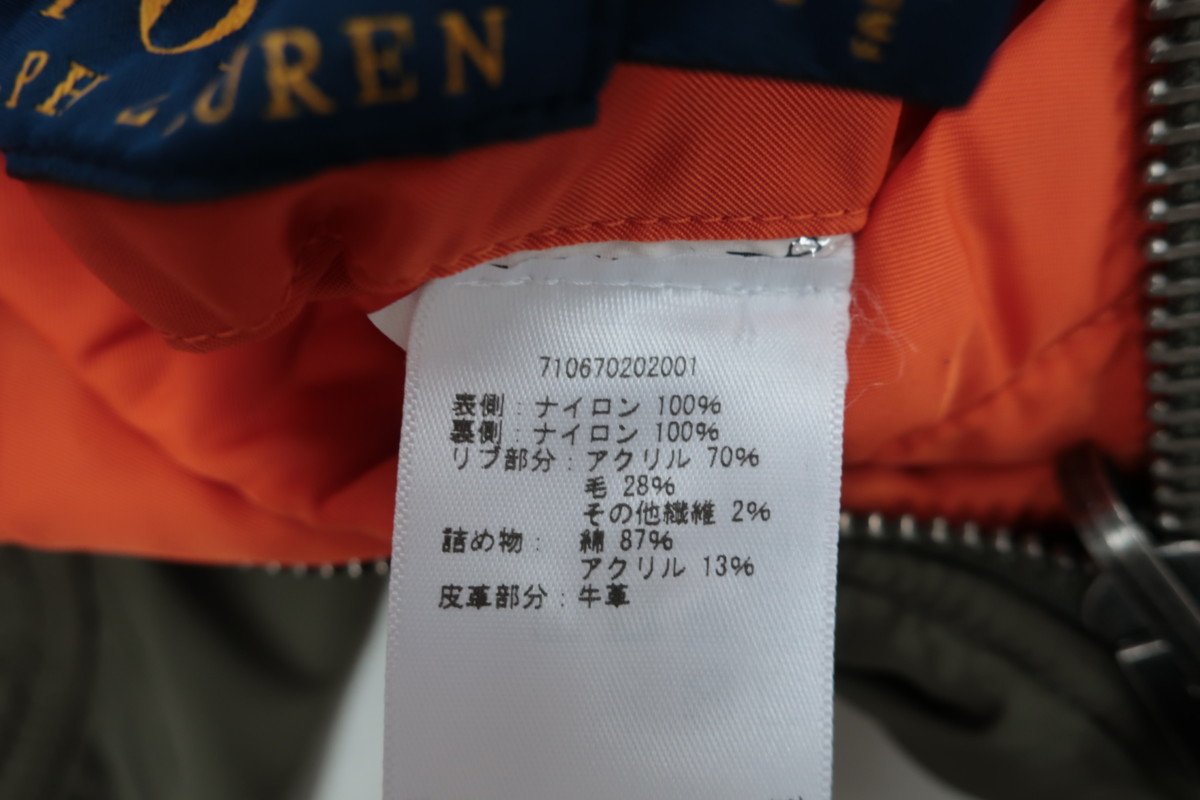 LAUREN
710670202001
表側：ナイロン 100%
裏側：ナイロン 100%
リブ部分：アクリル 70%
毛 28%
その他繊維 2%
詰め物： 綿 87%
アクリル 13%
皮革部分：牛革